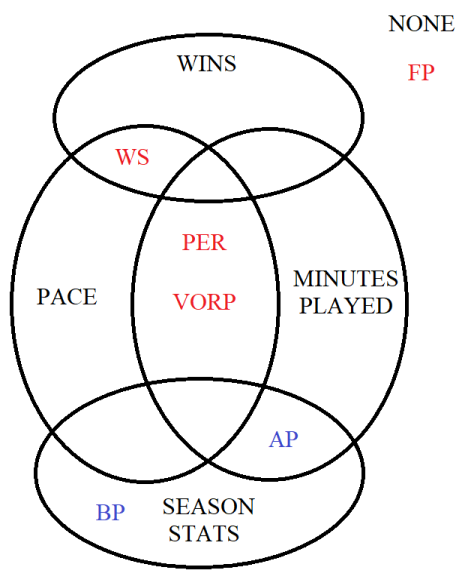 NONE
WINS
FP
WS
PER
PACE
VORP
MINUTES
PLAYED
AP
BP
SEASON
STATS